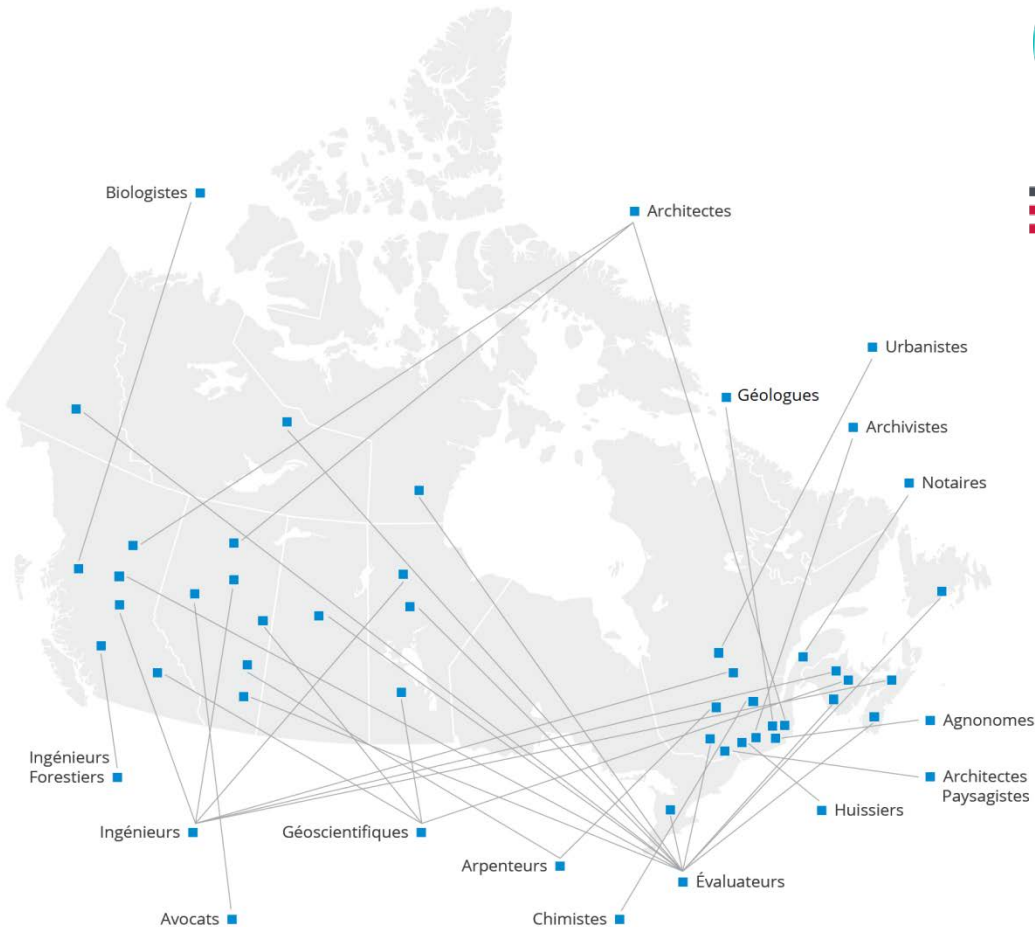 Biologistes
Architectes
Urbanistes
Géologues
Archivistes
Notaires
Agnonomes
Ingénieurs
Forestiers
Architectes
Paysagistes
Huissiers
Ingénieurs
Géoscientifiques
Arpenteurs
Évaluateurs
Avocats
Chimistes